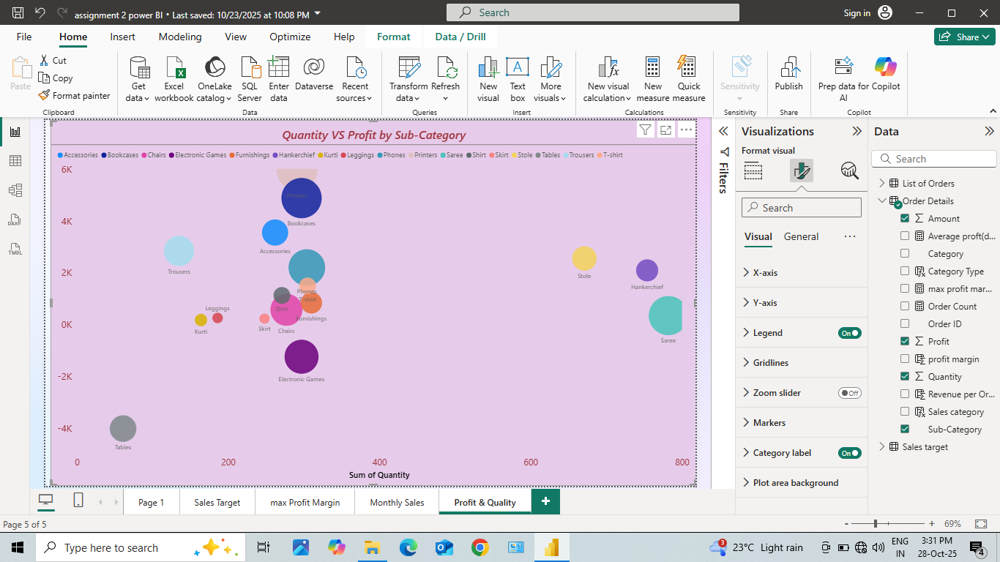 assignment 2 power BI • Last saved: 10/23/2025 at 10:08 PM
Search
Sign in
File Home Insert Modeling View Optimize Help Format Data / Drill
Share
Paste
Cut
Copy
Format painter
Get data
Excel workbook
OneLake catalog
SQL Server
Enter data
Dataverse
Recent sources
Transform data
Refresh
New visual
Text box
More visuals
New visual calculation
New measure
Quick measure
Sensitivity
Publish
Prep data for AI
Copilot
Clipboard Data Queries Insert Calculations Sensitivity Share Copilot
DAX
TMDL
Quantity VS Profit by Sub-Category
Accessories Bookcases Chairs Electronic Games Furnishings Hankerchief Kurti Leggings Phones Printers Saree Shirt Skirt Stole Tables Trousers T-shirt
6K
Printers
4K
Bookcases
Accessories
Trousers
2K
Stole
Hankerchief
Phones
T-shirt
Leggings
Shirt
Furnishings
0K
Kurti
Skirt
Chairs
Saree
-2K
Electronic Games
-4K
Tables
0 200 400 600 800
Sum of Quantity
Filters
Visualizations
Format visual
Search
Visual General
X-axis
Y-axis
Legend On
Gridlines
Zoom slider Off
Markers
Category label On
Plot area background
Data
Search
List of Orders
Order Details
Amount
Average proft(d...
Category
Category Type
max profit mar...
Order Count
Order ID
Profit
profit margin
Quantity
Revenue per Or...
Sales category
Sub-Category
Sales target
Page 1 Sales Target max Profit Margin Monthly Sales Profit & Quality
Page 5 of 5
- + 69%
Type here to search
3
23°C Light rain
ENG
IN
3:31 PM
28-Oct-25
4